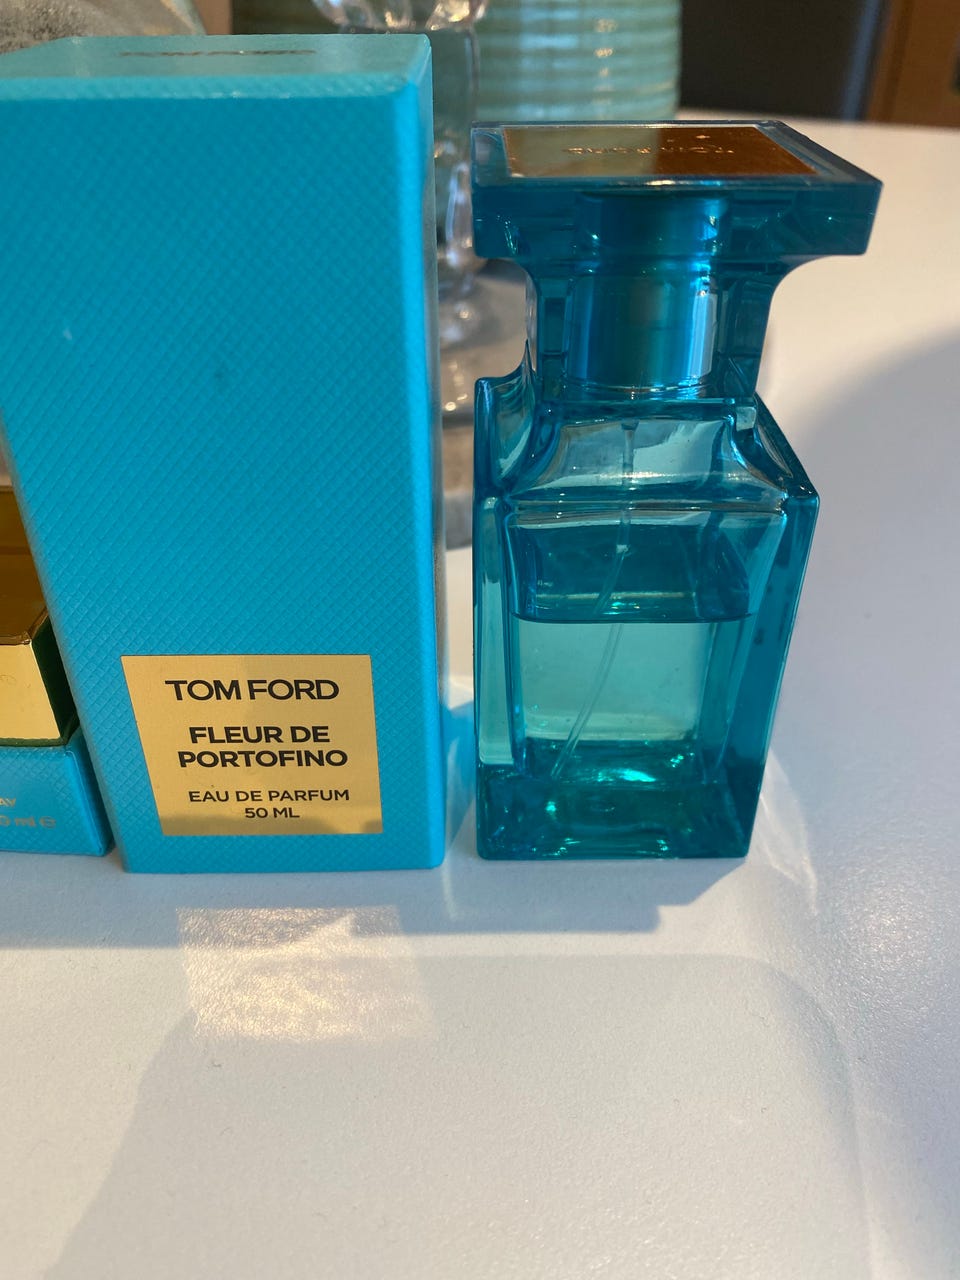 TOM FORD
FLEUR DE
PORTOFINO
EAU DE PARFUM
50 ML